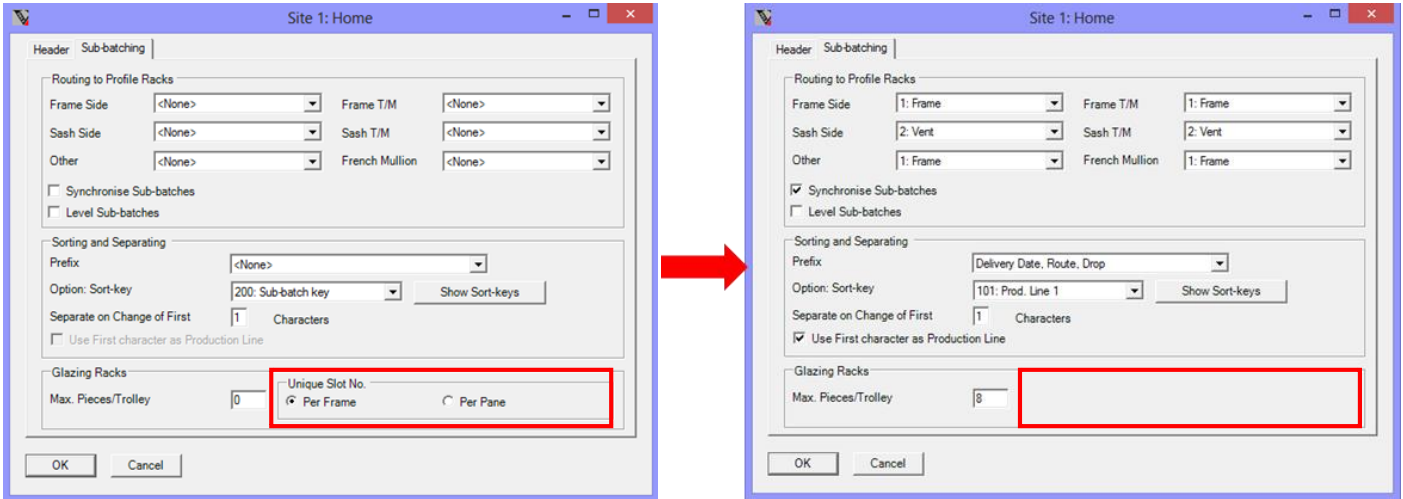 Site 1: Home
Header Sub-batching
Routing to Profile Racks
Frame Side <None> Frame T/M <None>
Sash Side <None> Sash T/M <None>
Other <None> French Mullion <None>
Synchronise Sub-batches
Level Sub-batches
Sorting and Separating
Prefix <None>
Option: Sort-key 200: Sub-batch key Show Sort-keys
Separate on Change of First 1 Characters
Use First character as Production Line
Glazing Racks
Unique Slot No.
Max. Pieces/Trolley 0 Per Frame Per Pane
OK Cancel
Site 1: Home
Header Sub-batching
Routing to Profile Racks
Frame Side 1: Frame Frame T/M 1: Frame
Sash Side 2: Vent Sash T/M 2: Vent
Other 1: Frame French Mullion 1: Frame
Synchronise Sub-batches
Level Sub-batches
Sorting and Separating
Prefix Delivery Date, Route, Drop
Option: Sort-key 101: Prod. Line 1 Show Sort-keys
Separate on Change of First 1 Characters
Use First character as Production Line
Glazing Racks
Max. Pieces/Trolley 8
OK Cancel